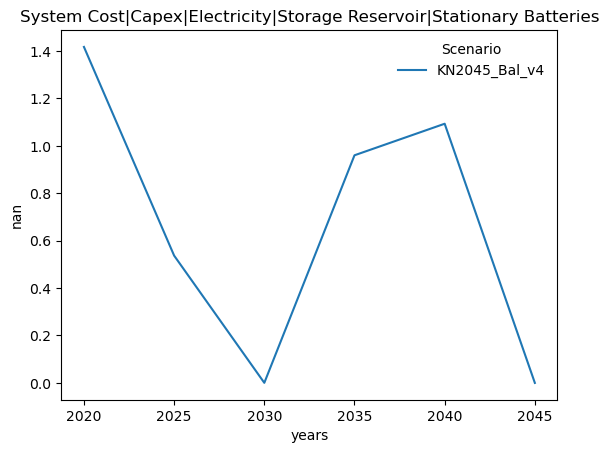 System Cost|Capex|Electricity|Storage Reservoir|Stationary Batteries
Scenario
KN2045_Bal_v4
1.4
1.2
1.0
0.8
0.6
0.4
0.2
0.0
nan
2020 2025 2030 2035 2040 2045
years